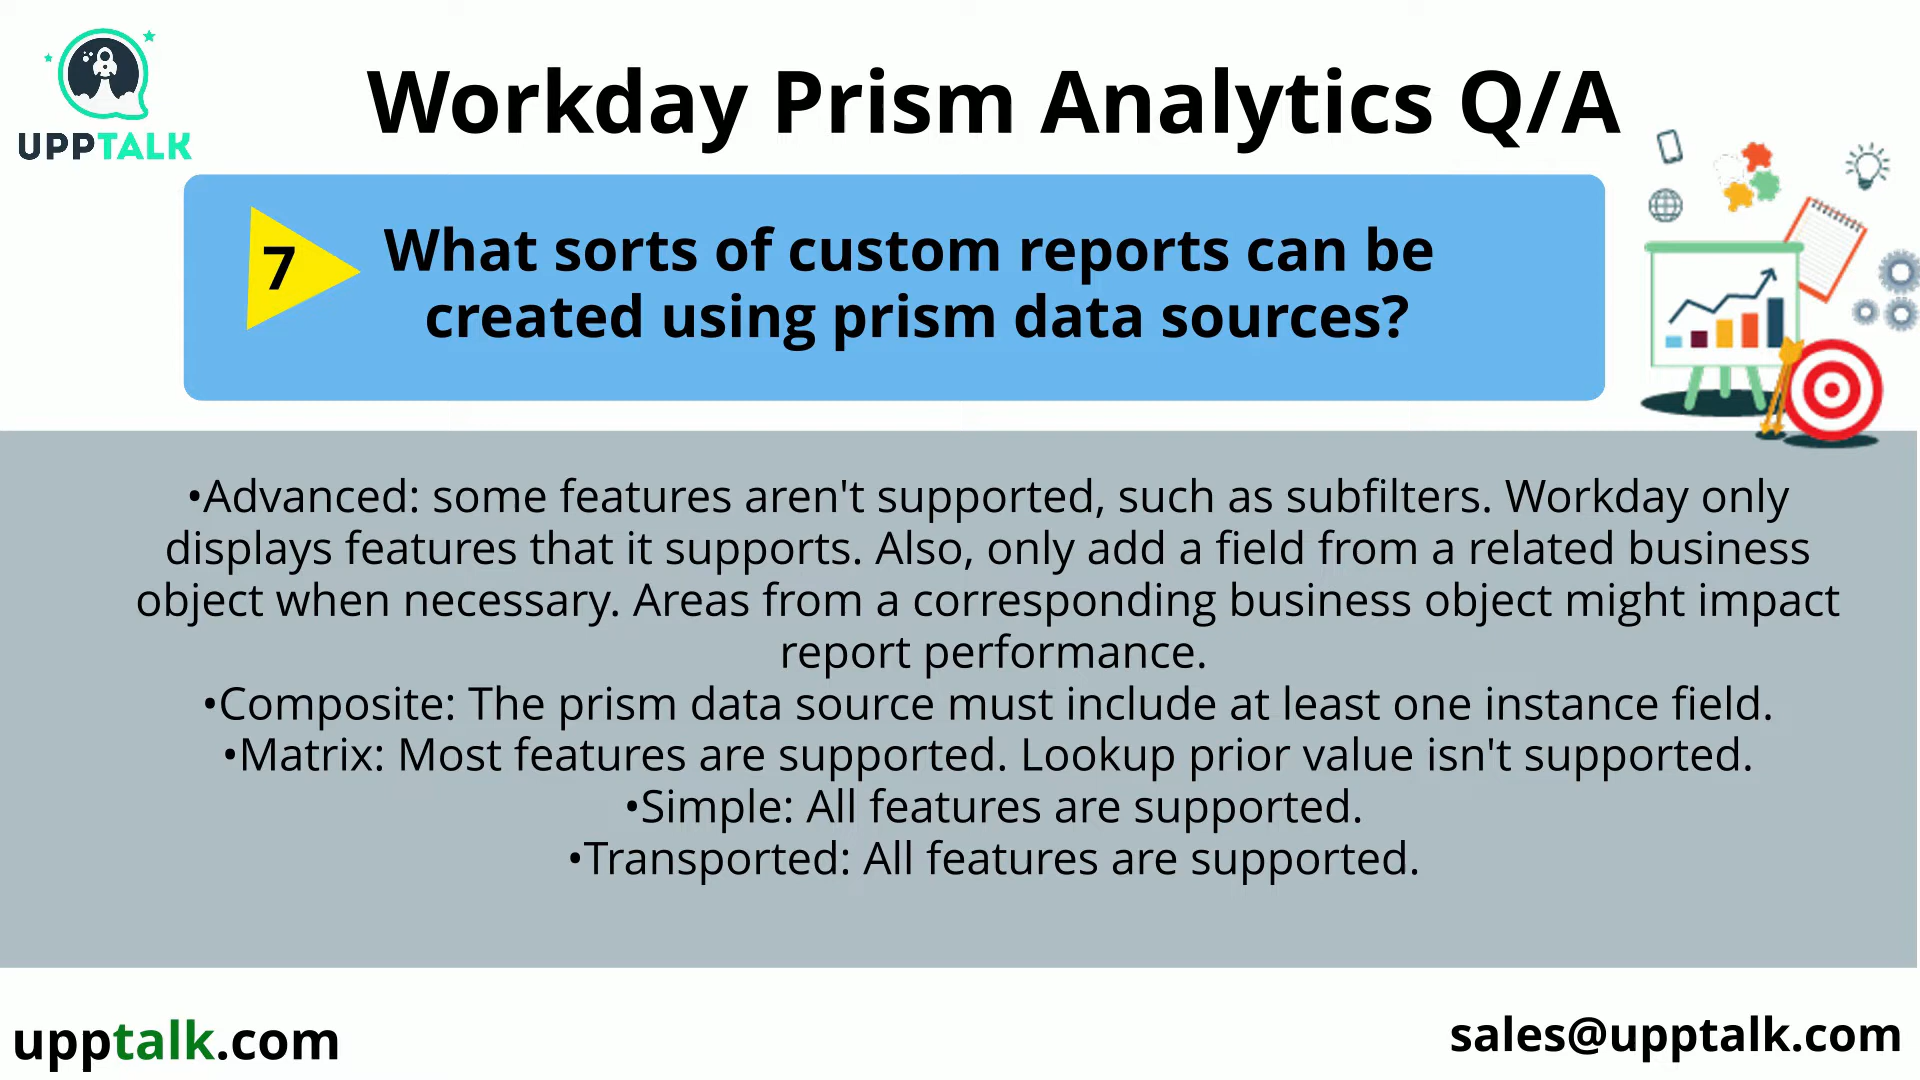 UPPTALK
Workday Prism Analytics Q/A
7
What sorts of custom reports can be
created using prism data sources?
•Advanced: some features aren't supported, such as subfilters. Workday only
displays features that it supports. Also, only add a field from a related business
object when necessary. Areas from a corresponding business object might impact
report performance.
•Composite: The prism data source must include at least one instance field.
•Matrix: Most features are supported. Lookup prior value isn't supported.
•Simple: All features are supported.
•Transported: All features are supported.
upptalk.com
sales@upptalk.com